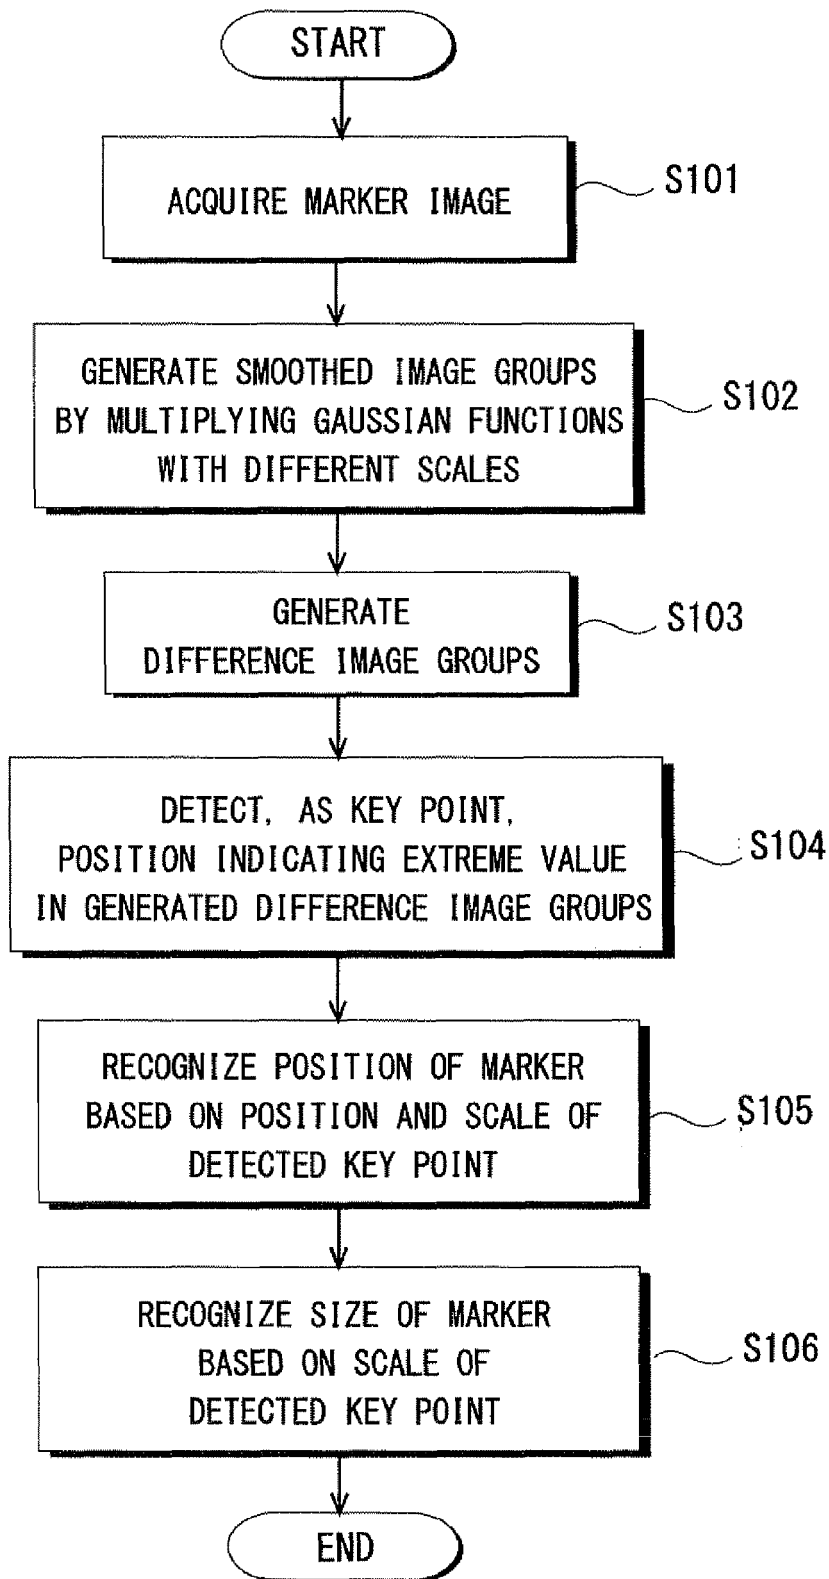 START
ACQUIRE MARKER IMAGE
S101
GENERATE SMOOTHED IMAGE GROUPS
BY MULTIPLYING GAUSSIAN FUNCTIONS
WITH DIFFERENT SCALES
S102
GENERATE
DIFFERENCE IMAGE GROUPS
S103
DETECT, AS KEY POINT,
POSITION INDICATING EXTREME VALUE
IN GENERATED DIFFERENCE IMAGE GROUPS
S104
RECOGNIZE POSITION OF MARKER
BASED ON POSITION AND SCALE OF
DETECTED KEY POINT
S105
RECOGNIZE SIZE OF MARKER
BASED ON SCALE OF
DETECTED KEY POINT
S106
END